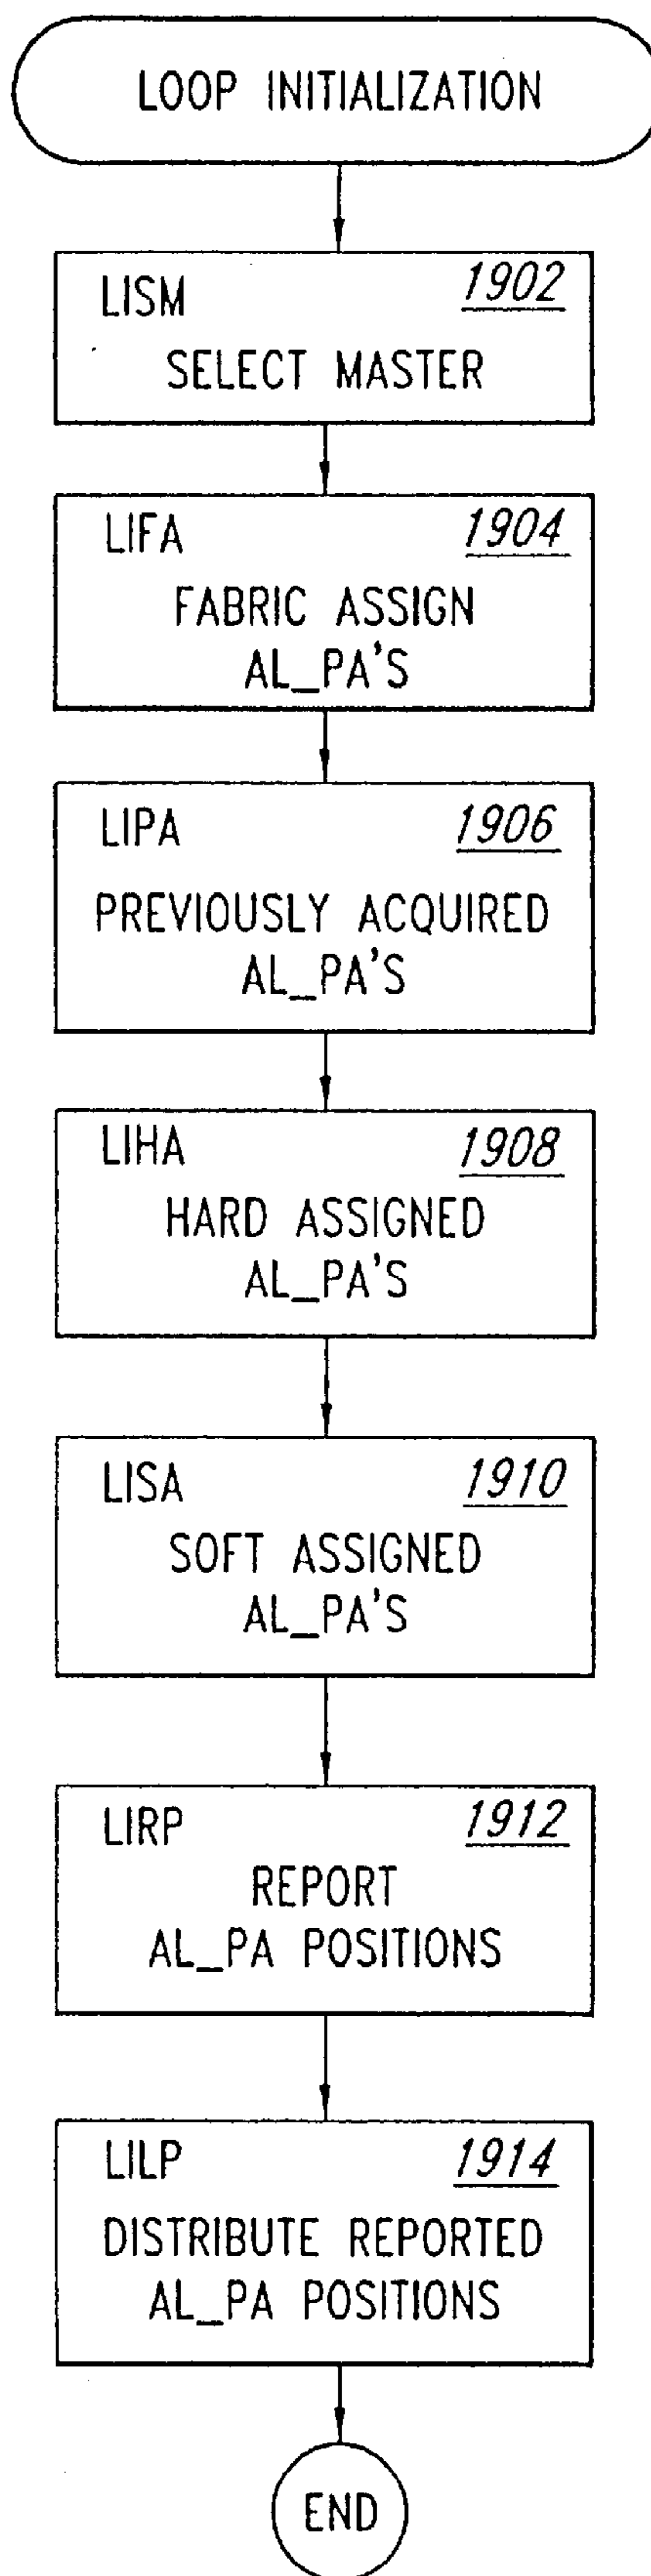 LOOP INITIALIZATION
LISM 1902
SELECT MASTER
LIFA 1904
FABRIC ASSIGN
AL_PA'S
LIPA 1906
PREVIOUSLY ACQUIRED
AL_PA'S
LIHA 1908
HARD ASSIGNED
AL_PA'S
LISA 1910
SOFT ASSIGNED
AL_PA'S
LIRP 1912
REPORT
AL_PA POSITIONS
LILP 1914
DISTRIBUTE REPORTED
AL_PA POSITIONS
END